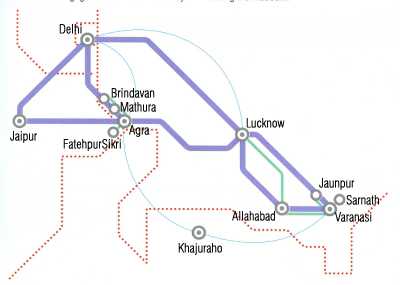 Delhi
Brindavan
Mathura
Agra
Jaipur
FatehpurSikri
Lucknow
Jaunpur
Sarnath
Varanasi
Allahabad
Khajuraho